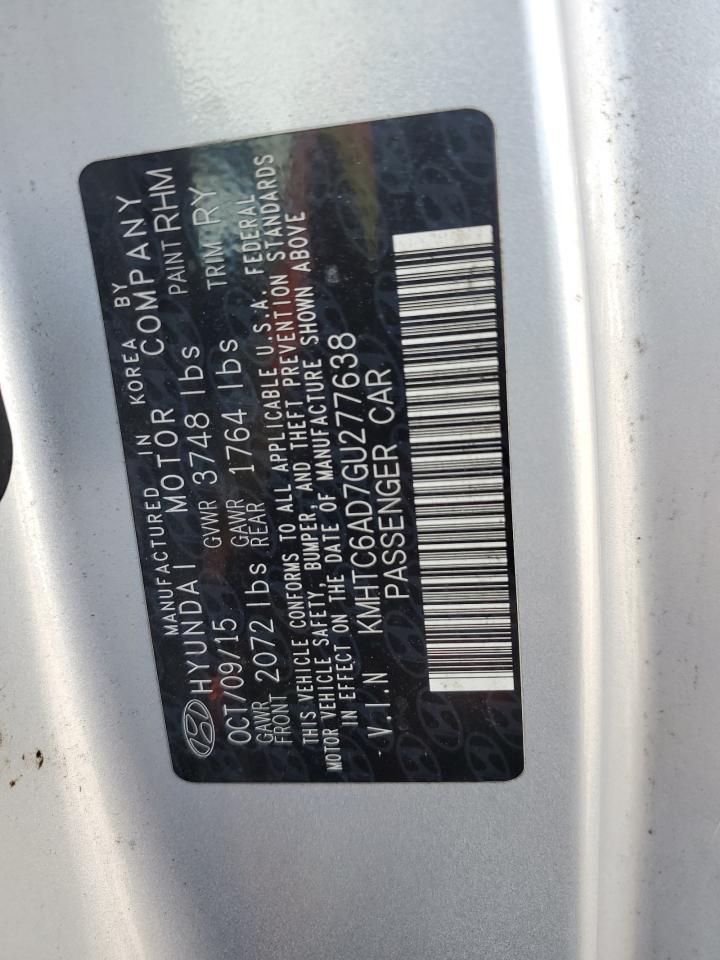 MANUFACTURED IN KOREA BY
HYUNDAI MOTOR COMPANY
OCT/09/15 GVWR 3748 lbs PAINT RHM
GAWR FRONT 2072 lbs GAWR REAR 1764 lbs TRIM RY
THIS VEHICLE CONFORMS TO ALL APPLICABLE U.S.A. FEDERAL
MOTOR VEHICLE SAFETY, BUMPER, AND THEFT PREVENTION STANDARDS
IN EFFECT ON THE DATE OF MANUFACTURE SHOWN ABOVE
V.I.N KMHTC6AD7GU277638
PASSENGER CAR